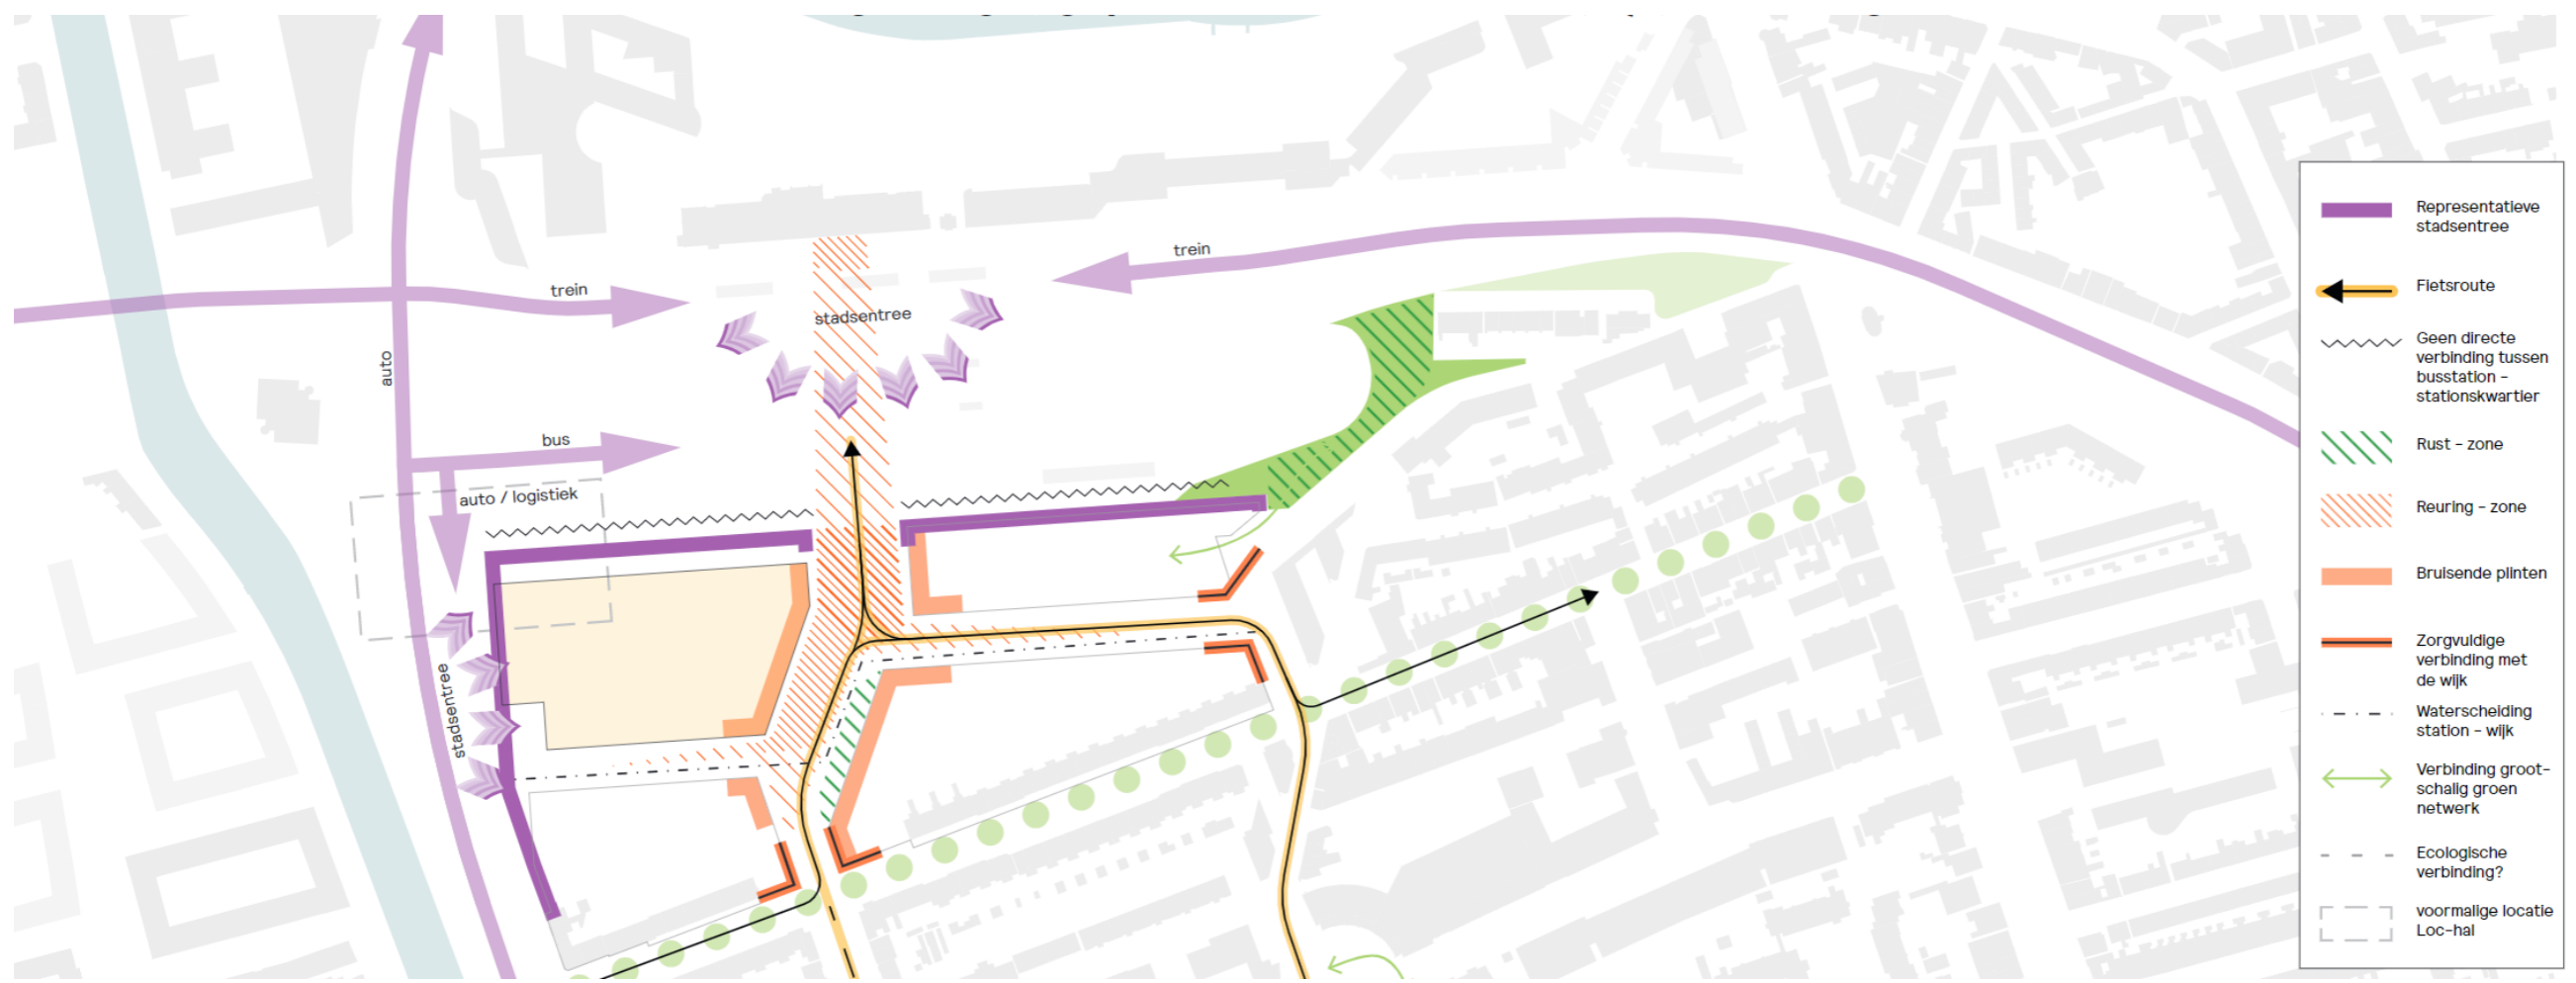 trein
trein
stadsentree
auto
bus
auto / logistiek
stadsentree
Representatieve
stadsentree
Fietsroute
Geen directe
verbinding tussen
busstation -
stationskwartier
Rust - zone
Reuring - zone
Bruisende plinten
Zorgvuldige
verbinding met
de wijk
Waterscheiding
station - wijk
Verbinding groot-
schalig groen
netwerk
Ecologische
verbinding?
voormalige locatie
Loc-hal